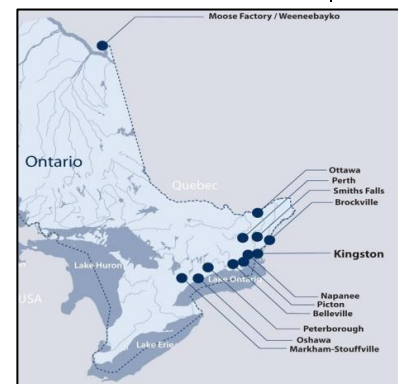 Moose Factory / Weeneebayko
Ontario
Quebec
Ottawa
Perth
Smiths Falls
Brockville
Kingston
Lake Huron
Lake Ontario
USA
Napanee
Picton
Belleville
Peterborough
Oshawa
Markham-Stouffville
Lake Erie